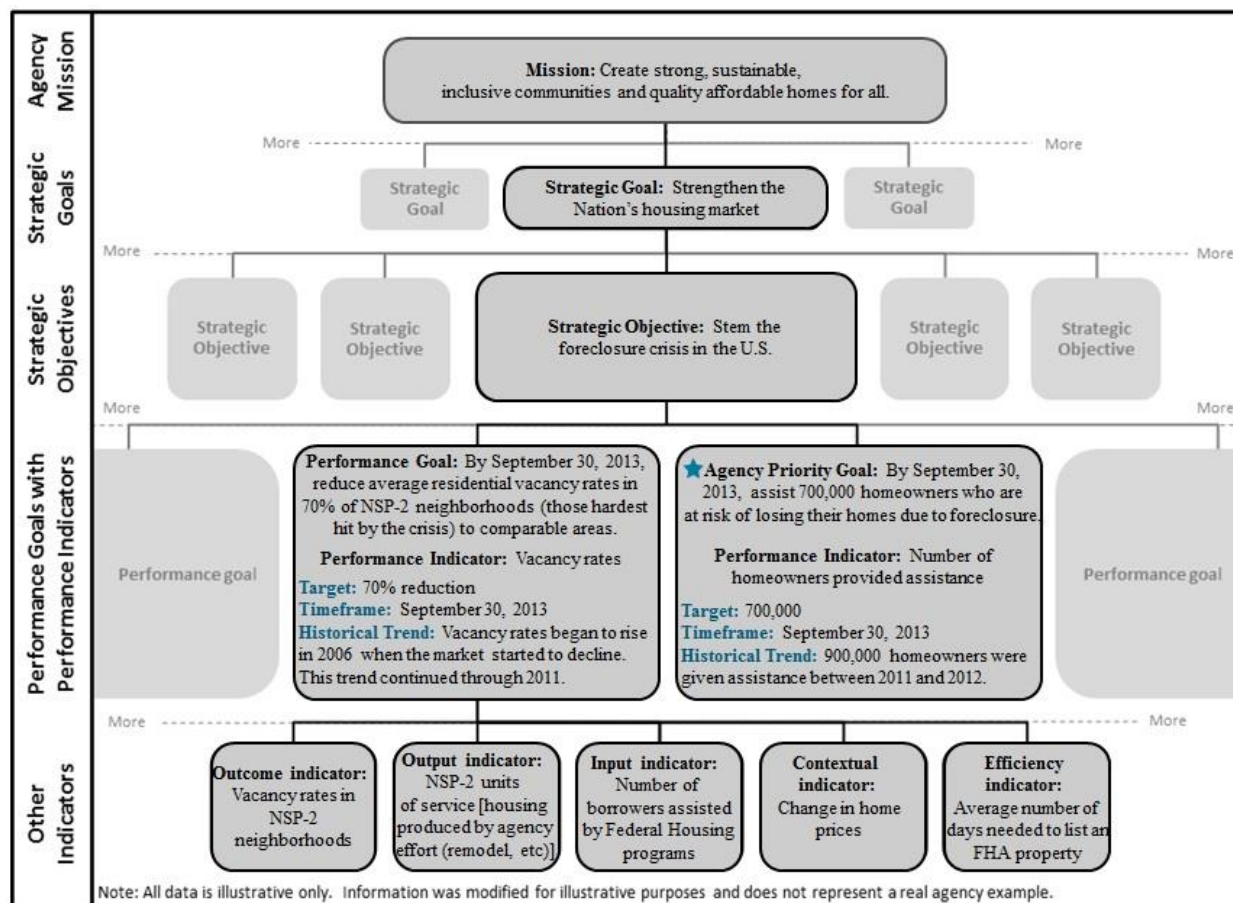 Agency
Mission
Mission: Create strong, sustainable,
inclusive communities and quality affordable homes for all.
More
More
Strategic
Goals
Strategic
Goal
Strategic Goal: Strengthen the
Nation's housing market
Strategic
Goal
More
More
Strategic
Objectives
Strategic
Objective
Strategic
Objective
Strategic Objective: Stem the
foreclosure crisis in the U.S.
Strategic
Objective
Strategic
Objective
More
More
Performance Goals with
Performance Indicators
Performance goal
Performance Goal: By September 30, 2013,
reduce average residential vacancy rates in
70% of NSP-2 neighborhoods (those hardest
hit by the crisis) to comparable areas.
Performance Indicator: Vacancy rates
Target: 70% reduction
Timeframe: September 30, 2013
Historical Trend: Vacancy rates began to rise
in 2006 when the market started to decline.
This trend continued through 2011.
Agency Priority Goal: By September 30,
2013, assist 700,000 homeowners who are
at risk of losing their homes due to foreclosure.
Performance Indicator: Number of
homeowners provided assistance
Target: 700,000
Timeframe: September 30, 2013
Historical Trend: 900,000 homeowners were
given assistance between 2011 and 2012.
Performance goal
More
More
Other
Indicators
Outcome indicator:
Vacancy rates in
NSP-2
neighborhoods
Output indicator:
NSP-2 units
of service [housing
produced by agency
effort (remodel, etc)]
Input indicator:
Number of
borrowers assisted
by Federal Housing
programs
Contextual
indicator:
Change in home
prices
Efficiency
indicator:
Average number of
days needed to list an
FHA property
Note: All data is illustrative only. Information was modified for illustrative purposes and does not represent a real agency example.